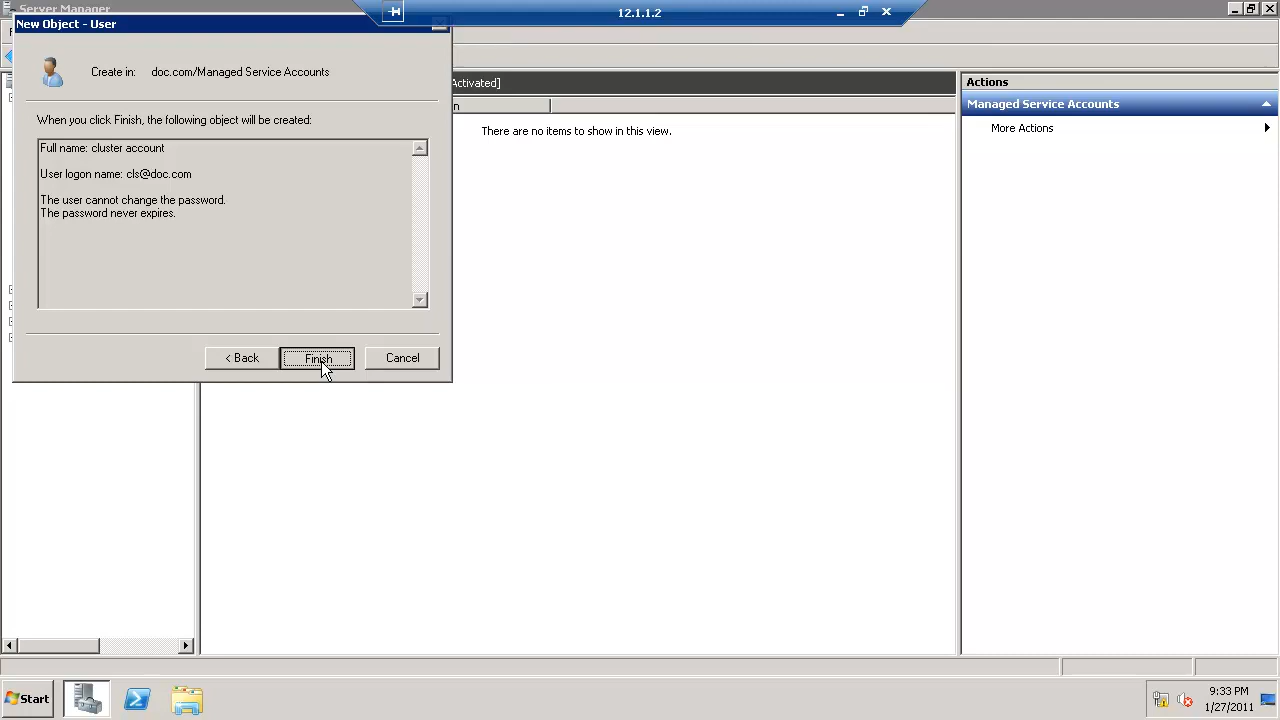 Server Manager
12.1.1.2
New Object - User
Create in: doc.com/Managed Service Accounts
When you click Finish, the following object will be created:
Full name: cluster account
User logon name: cls@doc.com
The user cannot change the password.
The password never expires.
< Back
Finish
Cancel
Activated]
There are no items to show in this view.
Actions
Managed Service Accounts
More Actions
Start
9:33 PM
1/27/2011